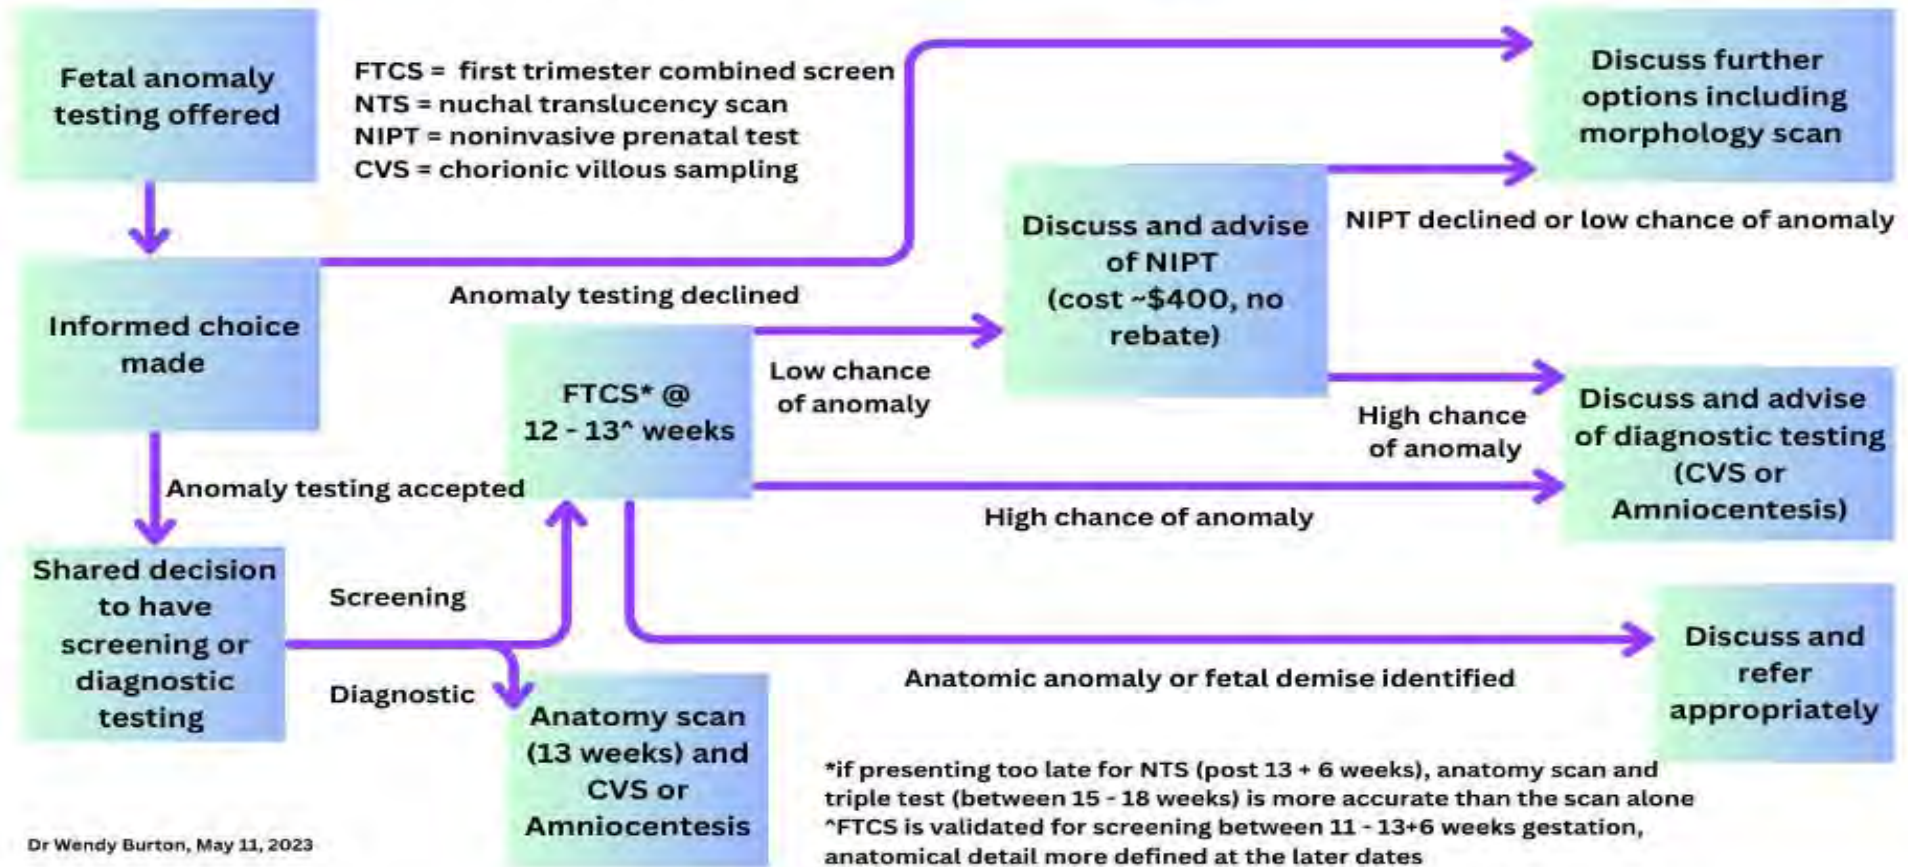 Fetal anomaly
testing offered
FTCS = first trimester combined screen
NTS = nuchal translucency scan
NIPT = noninvasive prenatal test
CVS = chorionic villous sampling
Discuss further
options including
morphology scan
Informed choice
made
Anomaly testing declined
Discuss and advise
of NIPT
(cost ~$400, no
rebate)
NIPT declined or low chance of anomaly
FTCS* @
12 - 13^ weeks
Low chance
of anomaly
High chance
of anomaly
Discuss and advise
of diagnostic testing
(CVS or
Amniocentesis)
Anomaly testing accepted
High chance of anomaly
Shared decision
to have
screening or
diagnostic
testing
Screening
Diagnostic
Anatomy scan
(13 weeks) and
CVS or
Amniocentesis
Anatomic anomaly or fetal demise identified
Discuss and
refer
appropriately
*if presenting too late for NTS (post 13 + 6 weeks), anatomy scan and
triple test (between 15 - 18 weeks) is more accurate than the scan alone
^FTCS is validated for screening between 11 - 13+6 weeks gestation,
anatomical detail more defined at the later dates
Dr Wendy Burton, May 11, 2023